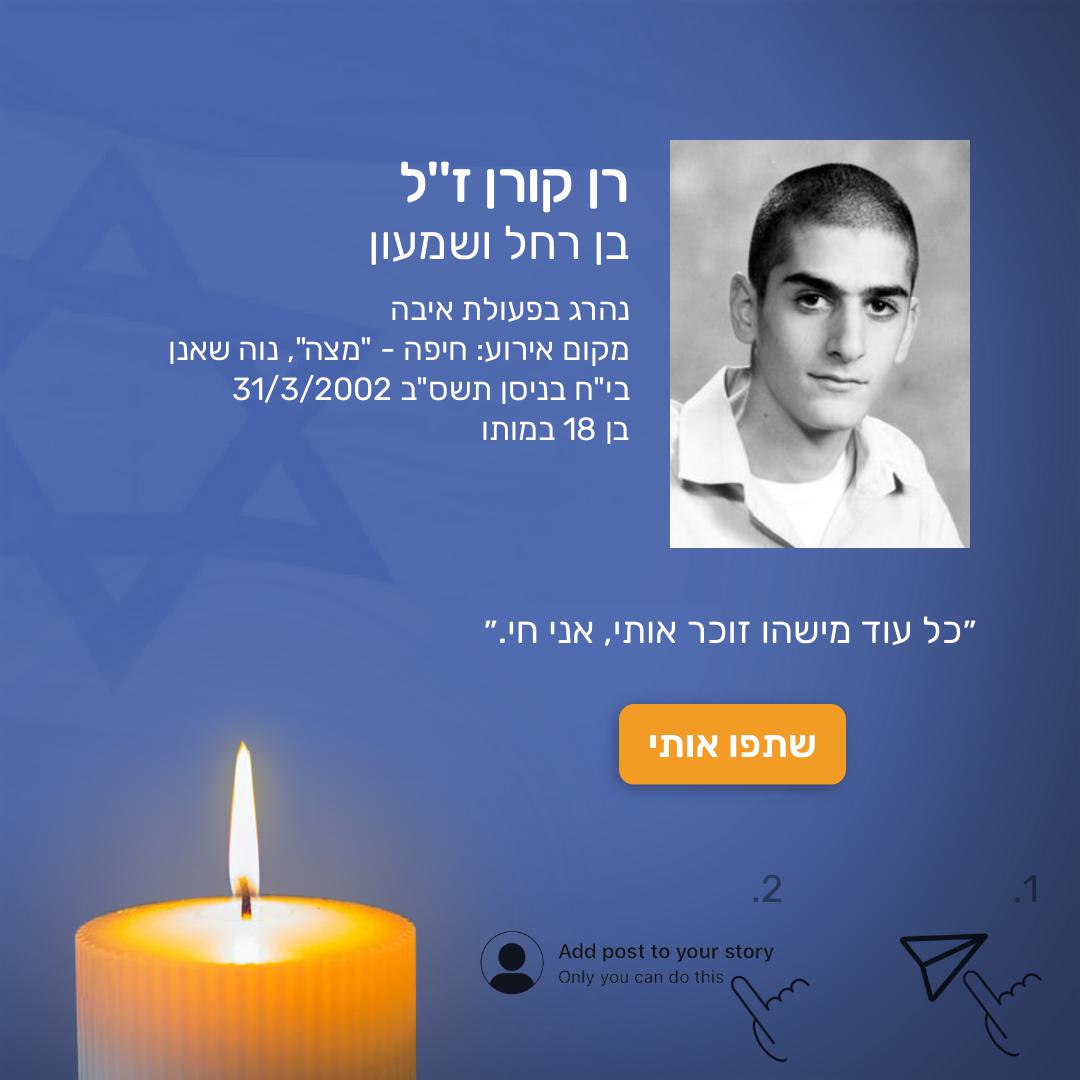 רן קורן ז"ל
בן רחל ושמעון
נהרג בפעולת איבה
מקום אירוע: חיפה - "מצה", נוה שאנן
בי"ח בניסן תשס"ב 31/3/2002
בן 18 במותו
״כל עוד מישהו זוכר אותי, אני חי.״
שתפו אותי
1.
2.
Add post to your story
Only you can do this